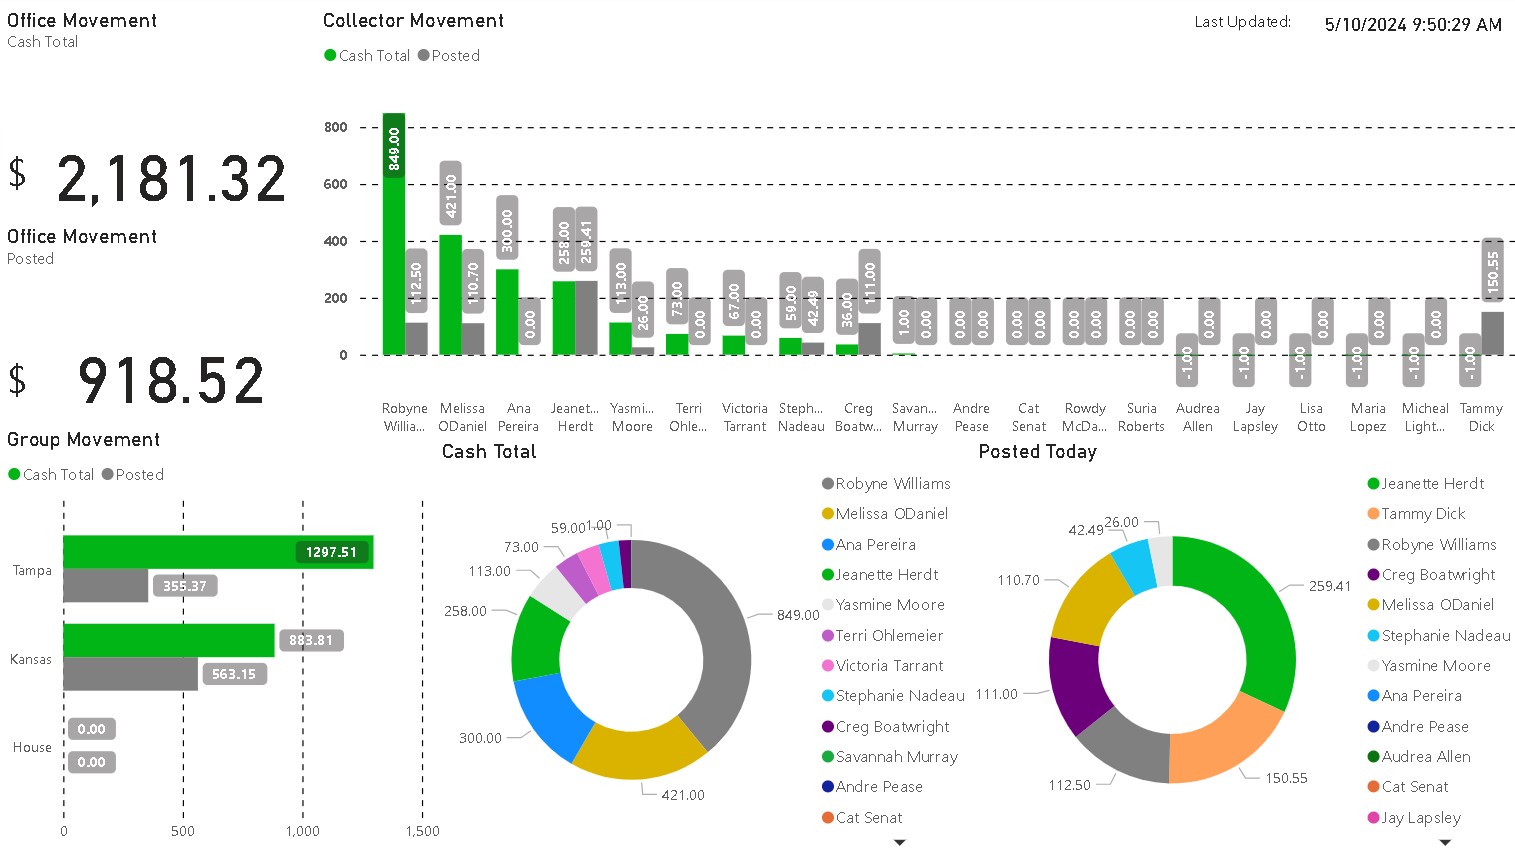 Office Movement
Cash Total
$ 2,181.32
Office Movement
Posted
$ 918.52
Collector Movement
Cash Total Posted
Last Updated: 5/10/2024 9:50:29 AM
800
600
400
200
0
849.00
112.50
421.00
110.70
300.00
0.00
258.00
259.41
113.00
26.00
73.00
0.00
67.00
0.00
59.00
42.49
36.00
111.00
1.00
0.00
0.00
0.00
0.00
0.00
0.00
0.00
0.00
0.00
-1.00
0.00
-1.00
0.00
-1.00
0.00
-1.00
0.00
-1.00
0.00
-1.00
150.55
Robyne Willia...
Melissa ODaniel
Ana Pereira
Jeanet... Herdt
Yasmi... Moore
Terri Ohle...
Victoria Tarrant
Steph... Nadeau
Creg Boatw...
Savan... Murray
Andre Pease
Cat Senat
Rowdy McDa...
Suria Roberts
Audrea Allen
Jay Lapsley
Lisa Otto
Maria Lopez
Micheal Light...
Tammy Dick
Group Movement
Cash Total Posted
Tampa
1297.51
355.37
Kansas
883.81
563.15
House
0.00
0.00
0 500 1,000 1,500
Cash Total
59.00
1.00
73.00
113.00
258.00
300.00
421.00
849.00
Robyne Williams
Melissa ODaniel
Ana Pereira
Jeanette Herdt
Yasmine Moore
Terri Ohlemeier
Victoria Tarrant
Stephanie Nadeau
Creg Boatwright
Savannah Murray
Andre Pease
Cat Senat
Posted Today
42.49
26.00
110.70
111.00
112.50
150.55
259.41
Jeanette Herdt
Tammy Dick
Robyne Williams
Creg Boatwright
Melissa ODaniel
Stephanie Nadeau
Yasmine Moore
Ana Pereira
Andre Pease
Audrea Allen
Cat Senat
Jay Lapsley